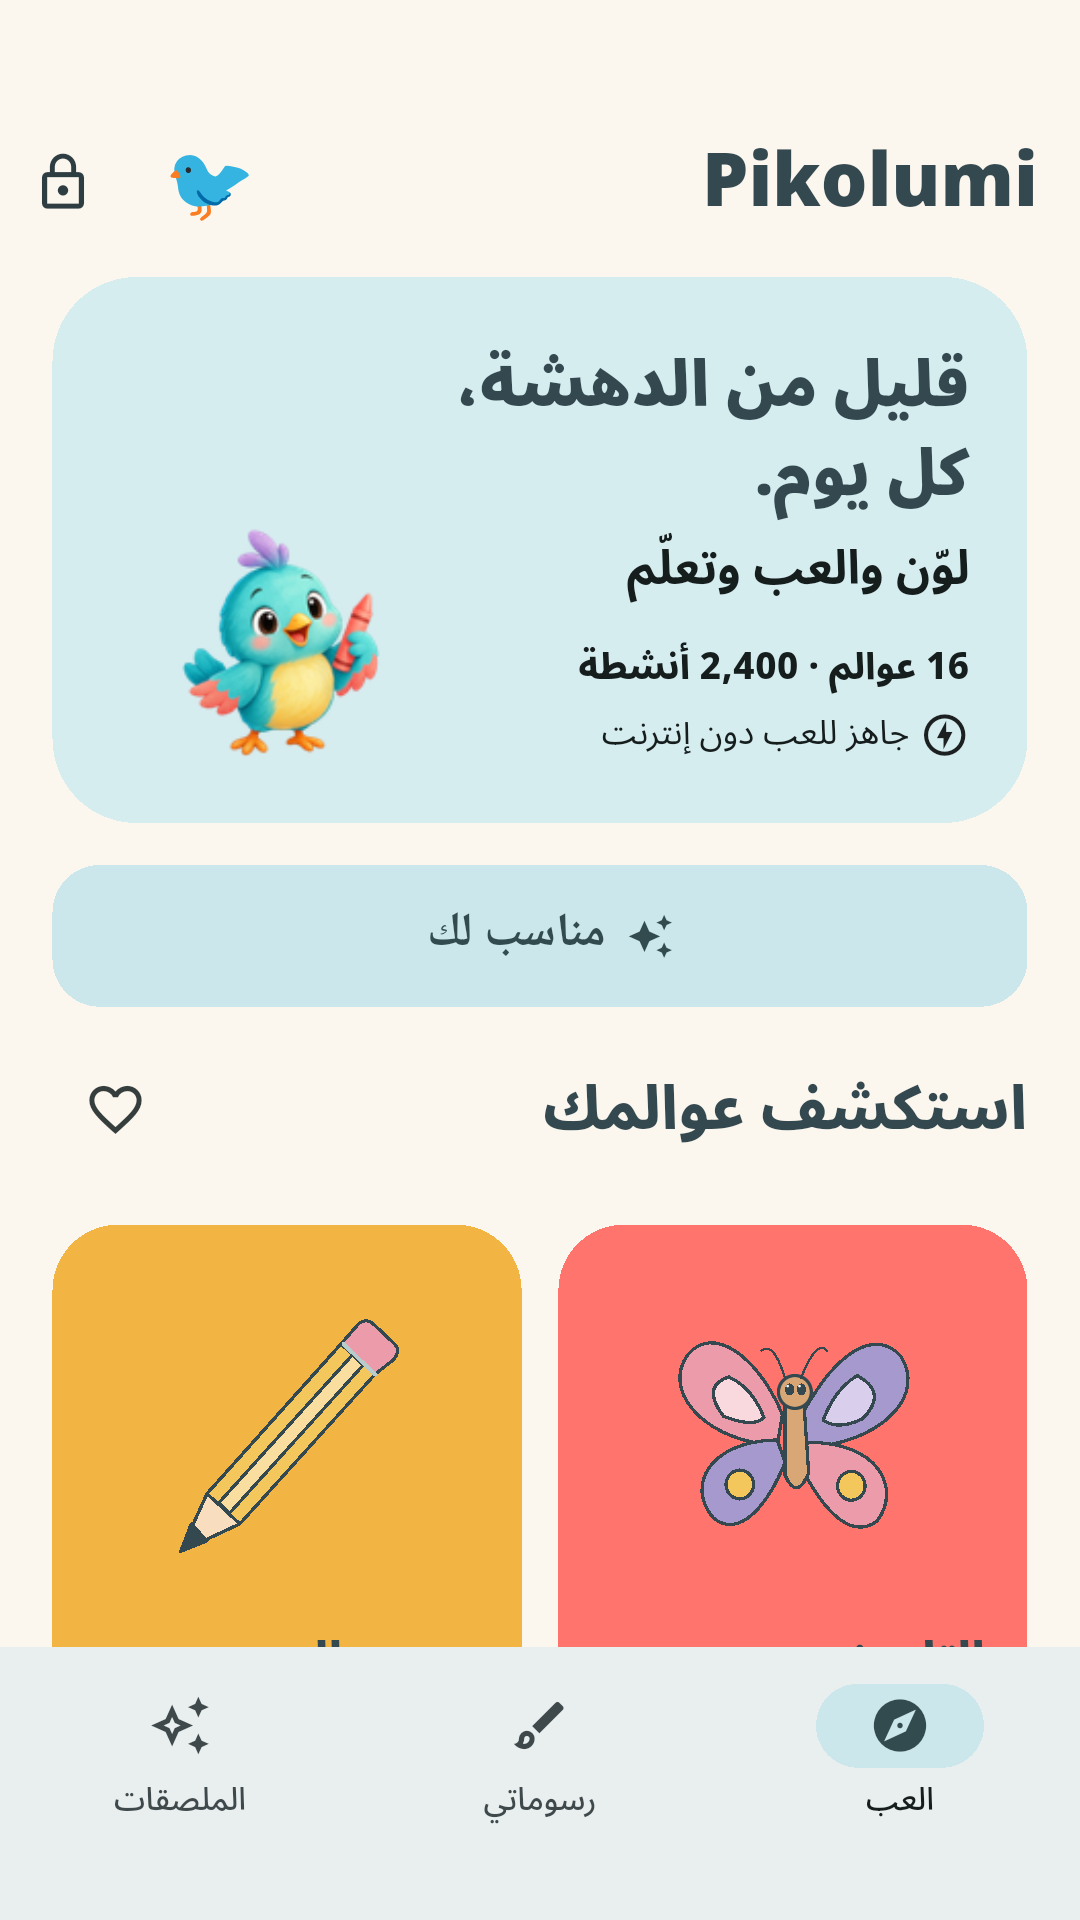 Pikolumi
قليل من الدهشة،
كل يوم.
لوّن والعب وتعلّم
16 عوالم · 2,400 أنشطة
جاهز للعب دون إنترنت
مناسب لك
استكشف عوالمك
العب
رسوماتي
الملصقات